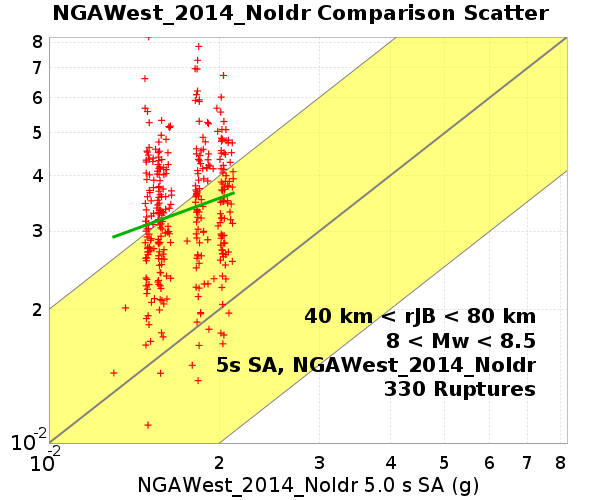 NGAWest_2014_NoIdr Comparison Scatter
8
7
6
5
4
3
2
10-2
40 km < rJB < 80 km
8 < Mw < 8.5
5s SA, NGAWest_2014_NoIdr
330 Ruptures
10-2 2 3 4 5 6 7 8
NGAWest_2014_NoIdr 5.0 s SA (g)